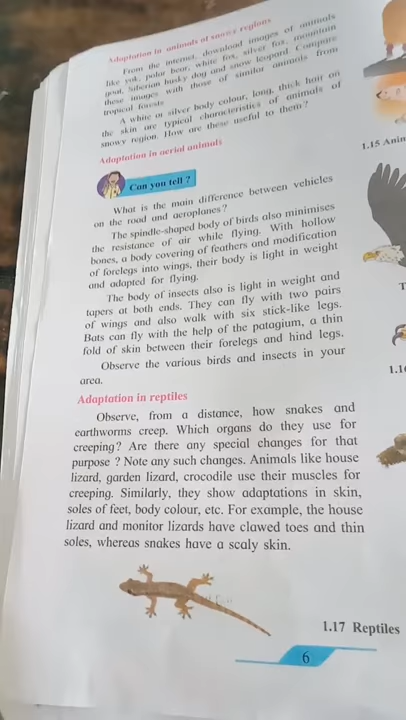 Adaptation in animals of snowy regions
From the internet, download images of animals
like yak, polar bear, white fox, silver fox, mountain
goat, Siberian husky dog and snow leopard. Compare
these images with those of similar animals from
tropical forests.
A white or silver body colour, long, thick hair on
the skin are typical characteristics of animals of
snowy region. How are these useful to them?
Adaptation in aerial animals
1.15 Anim
Can you tell ?
What is the main difference between vehicles
on the road and aeroplanes?
The spindle-shaped body of birds also minimises
the resistance of air while flying. With hollow
bones, a body covering of feathers and modification
of forelegs into wings, their body is light in weight
and adapted for flying.
The body of insects also is light in weight and
tapers at both ends. They can fly with two pairs
of wings and also walk with six stick-like legs.
Bats can fly with the help of the patagium, a thin
fold of skin between their forelegs and hind legs.
Observe the various birds and insects in your
area.
1.16
Adaptation in reptiles
Observe, from a distance, how snakes and
earthworms creep. Which organs do they use for
creeping? Are there any special changes for that
purpose ? Note any such changes. Animals like house
lizard, garden lizard, crocodile use their muscles for
creeping. Similarly, they show adaptations in skin,
soles of feet, body colour, etc. For example, the house
lizard and monitor lizards have clawed toes and thin
soles, whereas snakes have a scaly skin.
1.17 Reptiles
6